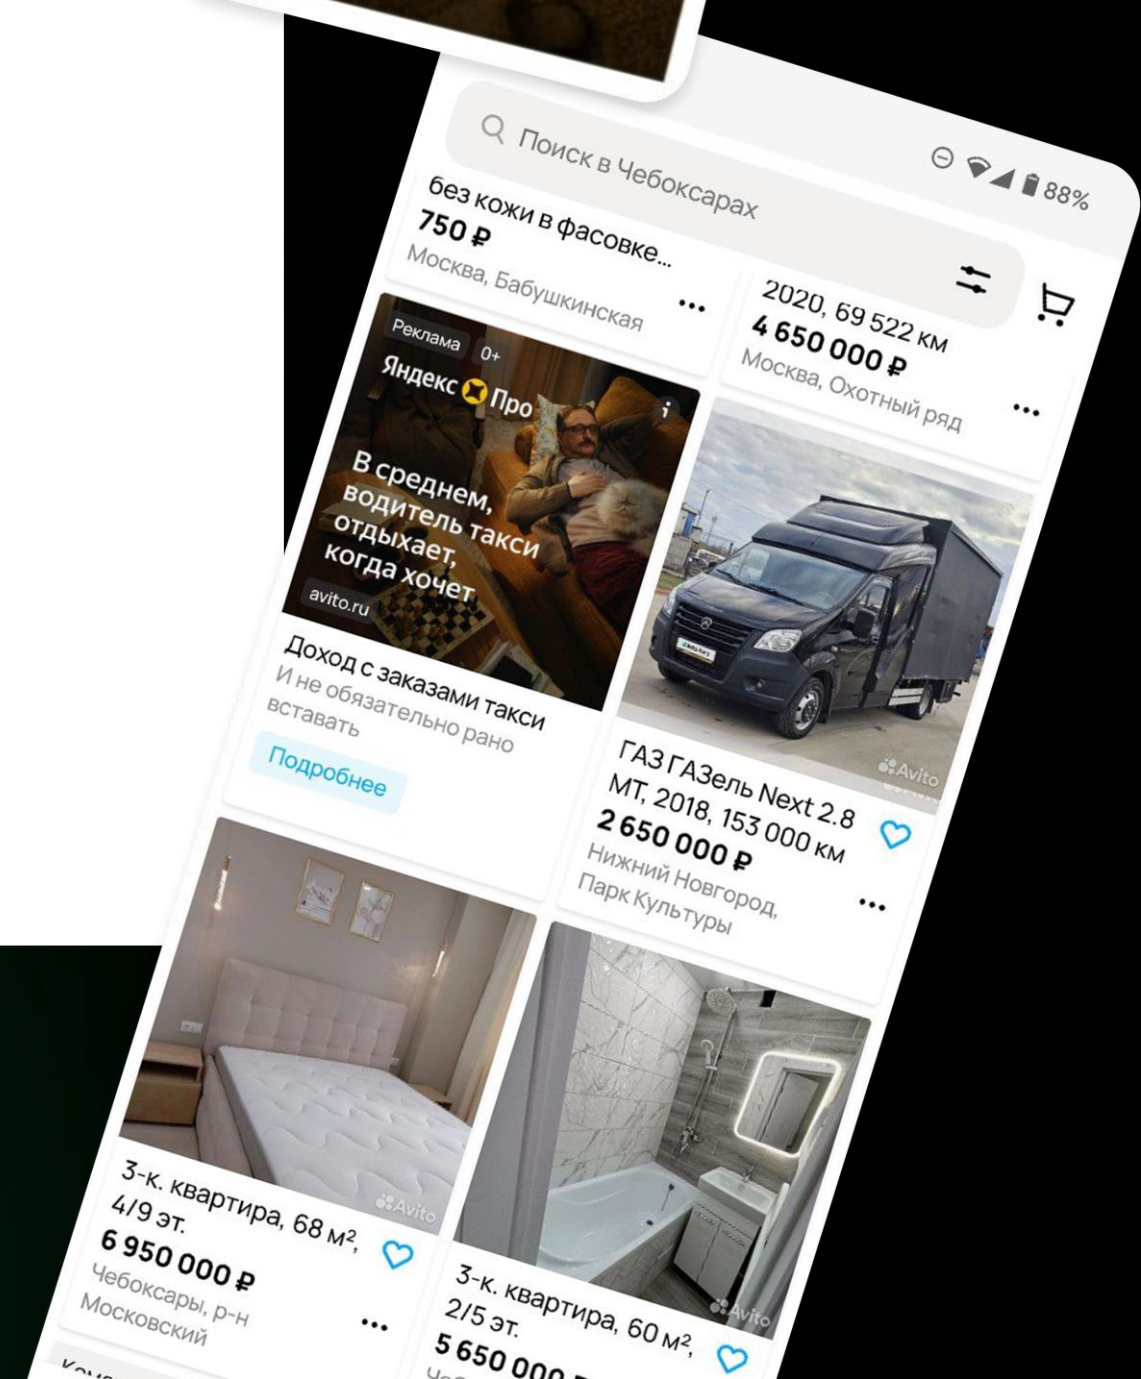 88%
Поиск в Чебоксарах
без кожи в фасовке...
750 ₽
Москва, Бабушкинская
2020, 69 522 км
4 650 000 ₽
Москва, Охотный ряд
Реклама 0+
Яндекс Про
В среднем,
водитель такси
отдыхает,
когда хочет
avito.ru
Доход с заказами такси
И не обязательно рано
вставать
Подробнее
Avito
ГАЗ ГАЗель Next 2.8
МТ, 2018, 153 000 км
2 650 000 ₽
Нижний Новгород,
Парк Культуры
Avito
3-к. квартира, 68 м²,
4/9 эт.
6 950 000 ₽
Чебоксары, р-н
Московский
Avito
3-к. квартира, 60 м²,
2/5 эт.
5 650 000